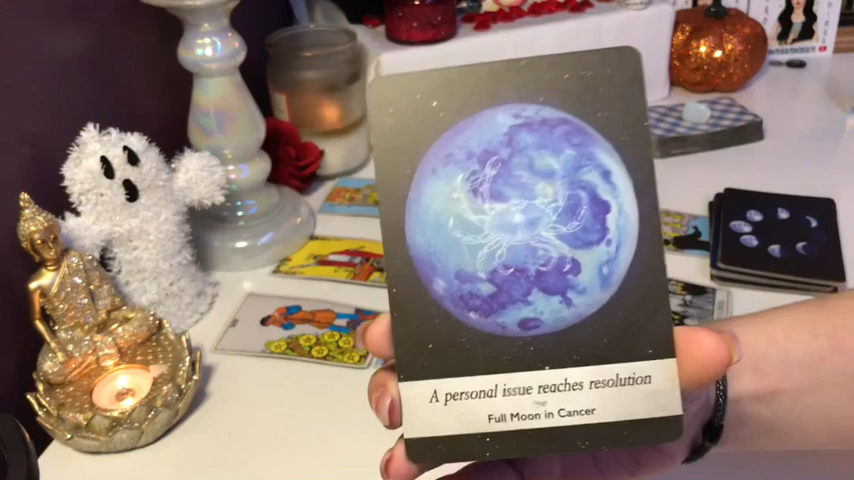 A personal issue reaches resolution
Full Moon in Cancer